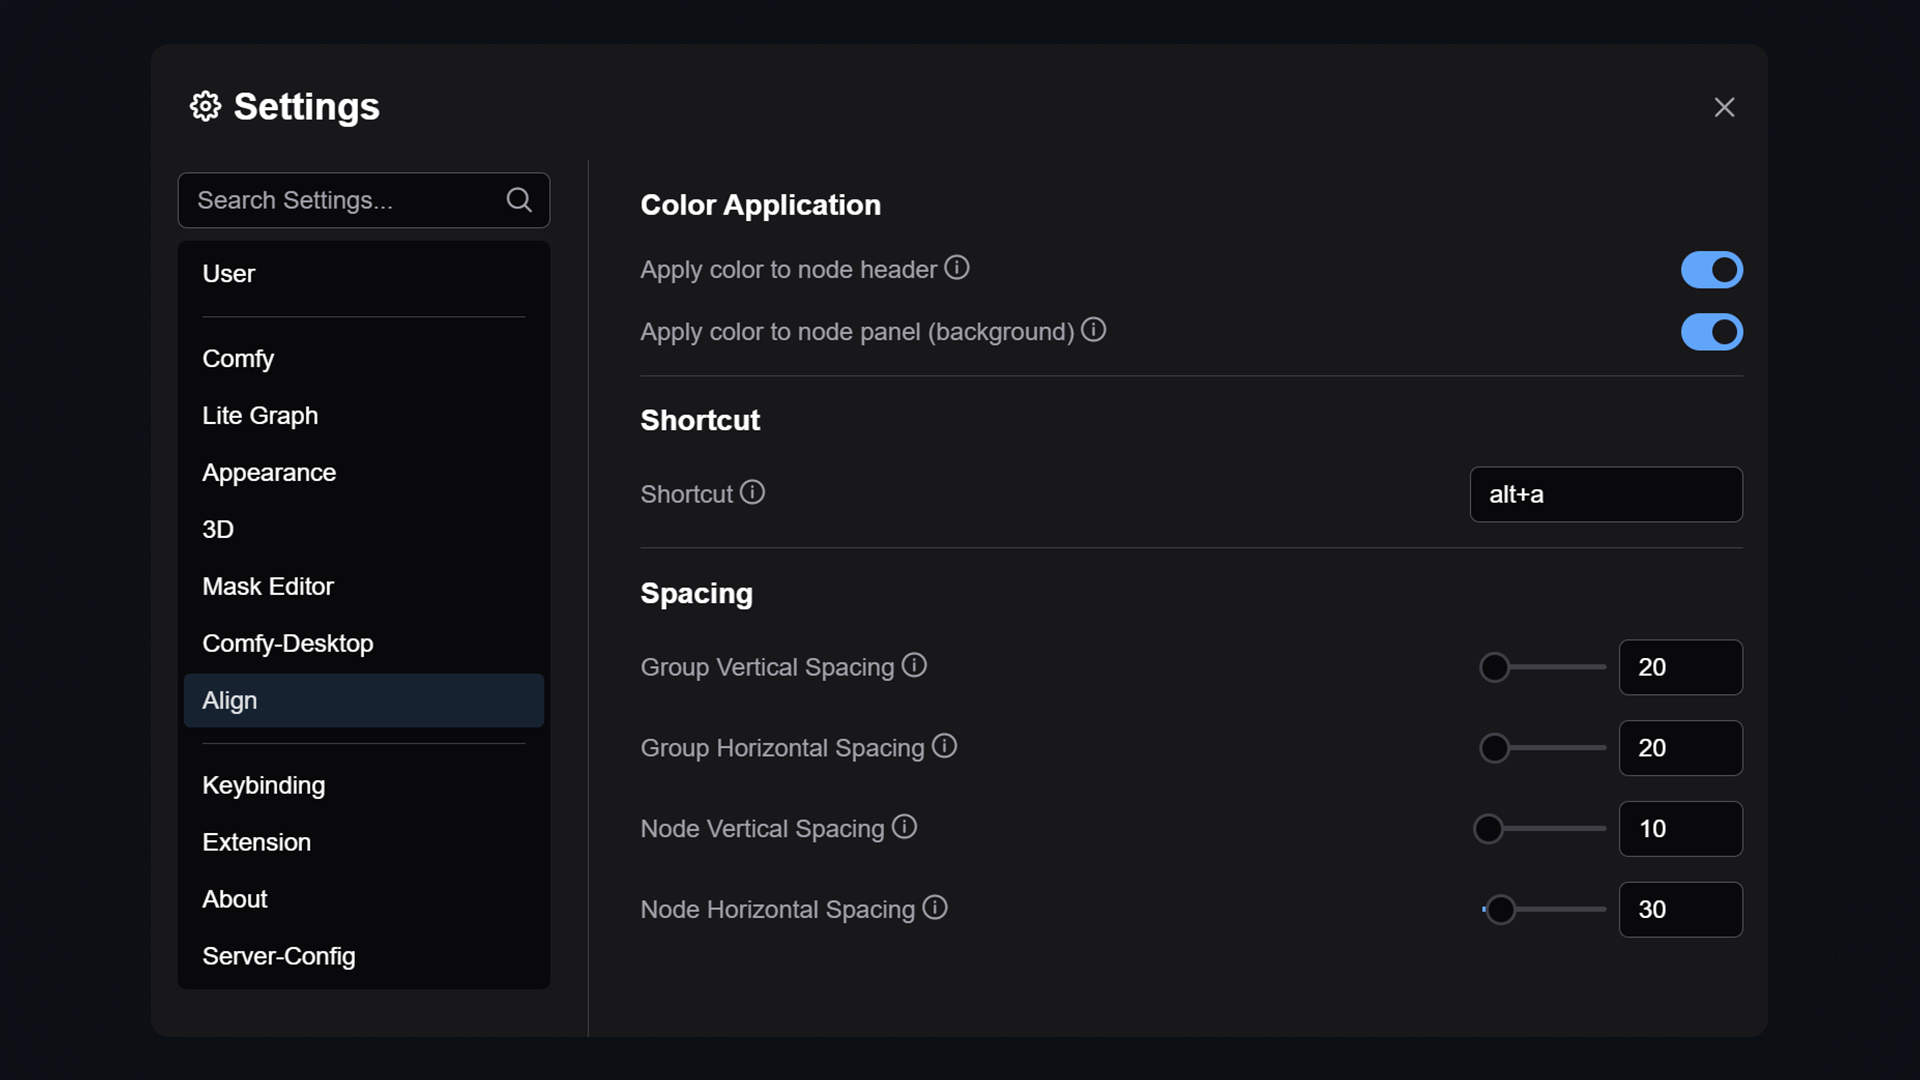 Settings
Search Settings...
User
Comfy
Lite Graph
Appearance
3D
Mask Editor
Comfy-Desktop
Align
Keybinding
Extension
About
Server-Config
Color Application
Apply color to node header
Apply color to node panel (background)
Shortcut
Shortcut
alt+a
Spacing
Group Vertical Spacing
20
Group Horizontal Spacing
20
Node Vertical Spacing
10
Node Horizontal Spacing
30